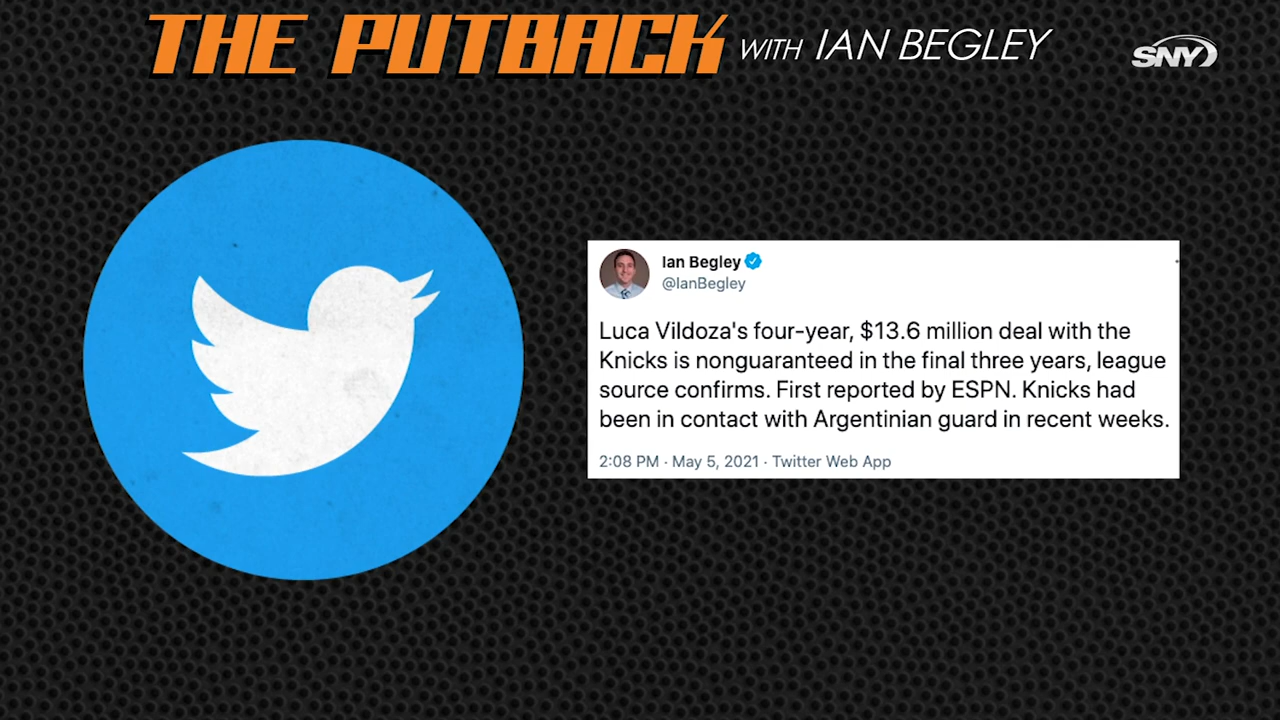 THE PUTBACK WITH IAN BEGLEY
SNY
Ian Begley
@IanBegley
Luca Vildoza's four-year, $13.6 million deal with the
Knicks is nonguaranteed in the final three years, league
source confirms. First reported by ESPN. Knicks had
been in contact with Argentinian guard in recent weeks.
2:08 PM · May 5, 2021 · Twitter Web App